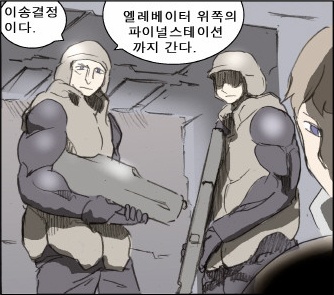 이송결정
이다.
엘레베이터 위쪽의
파이널스테이션
까지 간다.